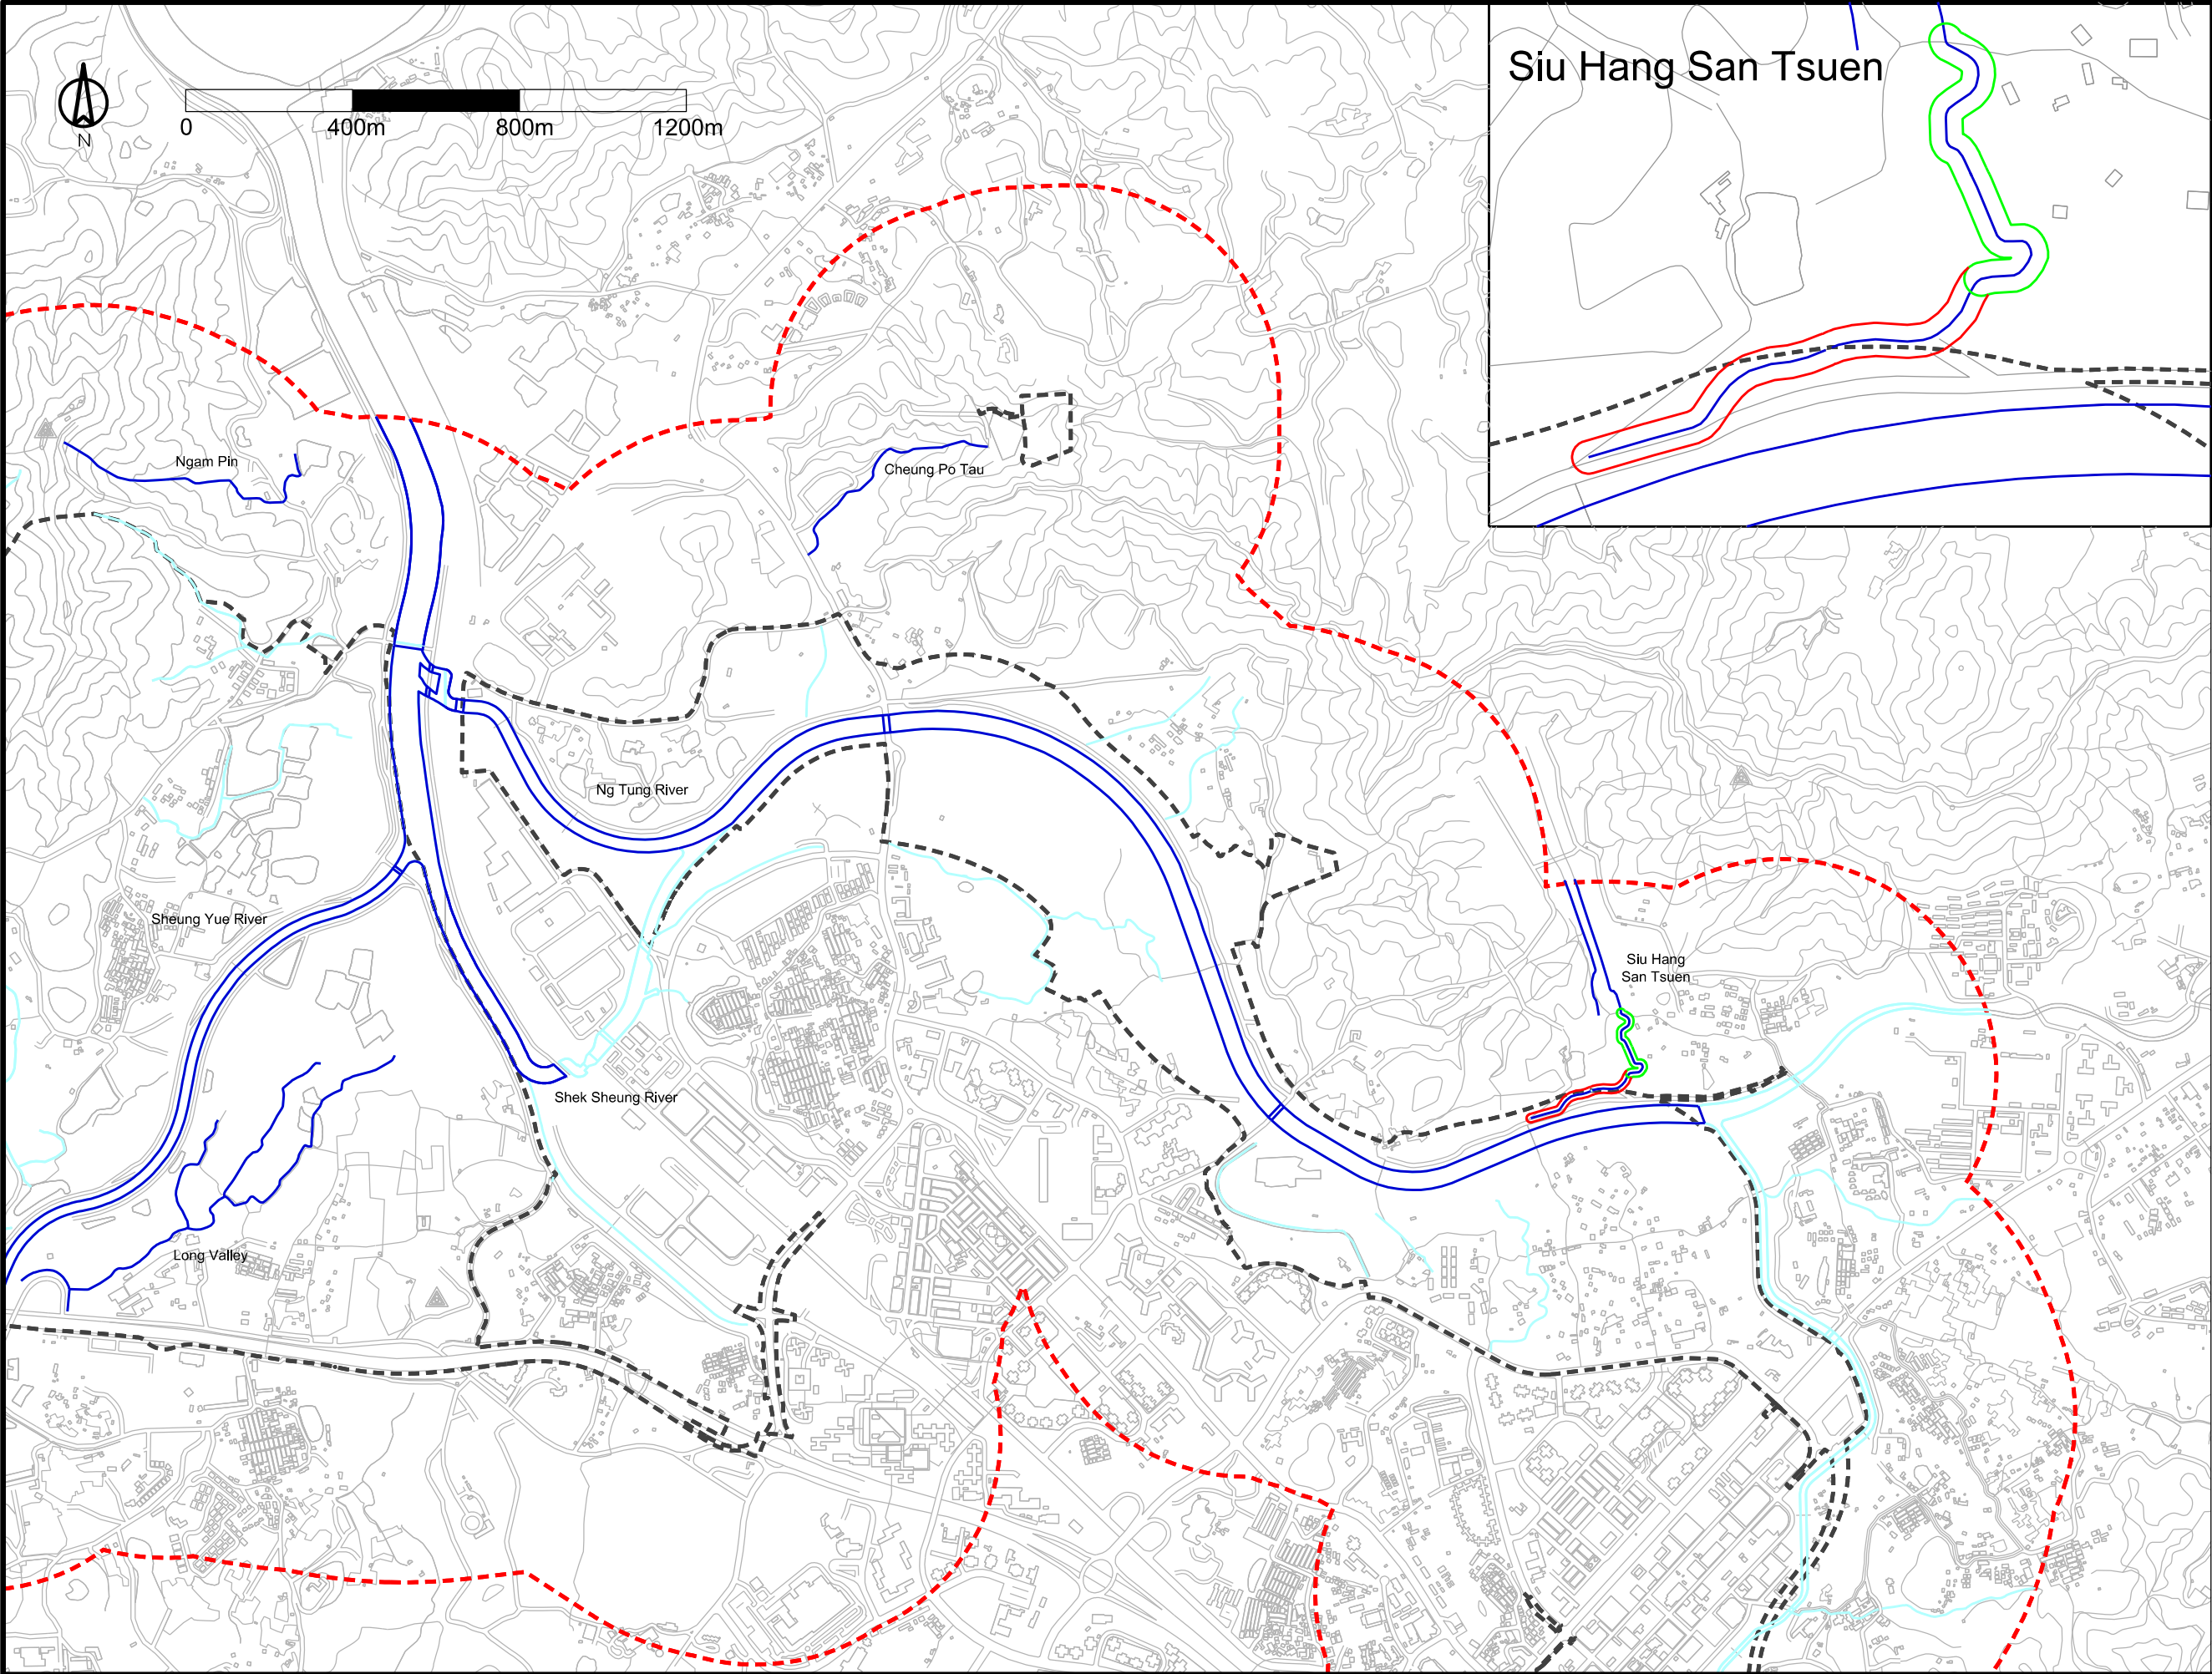 Siu Hang San Tsuen
0
400m
800m
1200m
N
Ngam Pin
Cheung Po Tau
Ng Tung River
Sheung Yue River
Siu Hang
San Tsuen
Shek Sheung River
Long Valley